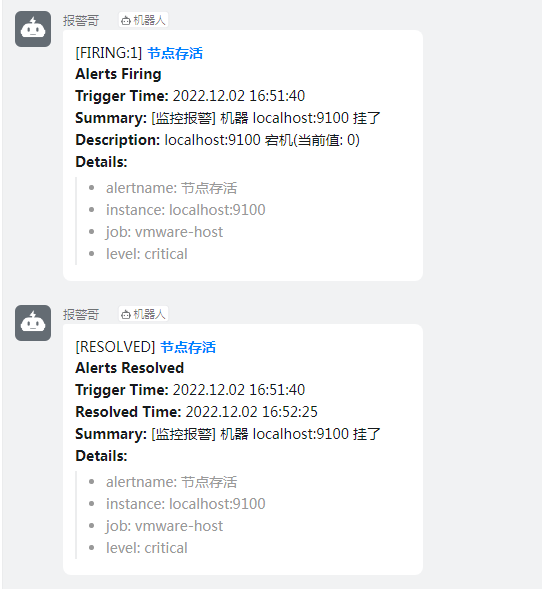 报警哥 机器人
[FIRING:1] 节点存活
Alerts Firing
Trigger Time: 2022.12.02 16:51:40
Summary: [监控报警] 机器 localhost:9100 挂了
Description: localhost:9100 宕机(当前值: 0)
Details:
• alertname: 节点存活
• instance: localhost:9100
• job: vmware-host
• level: critical
报警哥 机器人
[RESOLVED] 节点存活
Alerts Resolved
Trigger Time: 2022.12.02 16:51:40
Resolved Time: 2022.12.02 16:52:25
Summary: [监控报警] 机器 localhost:9100 挂了
Details:
• alertname: 节点存活
• instance: localhost:9100
• job: vmware-host
• level: critical